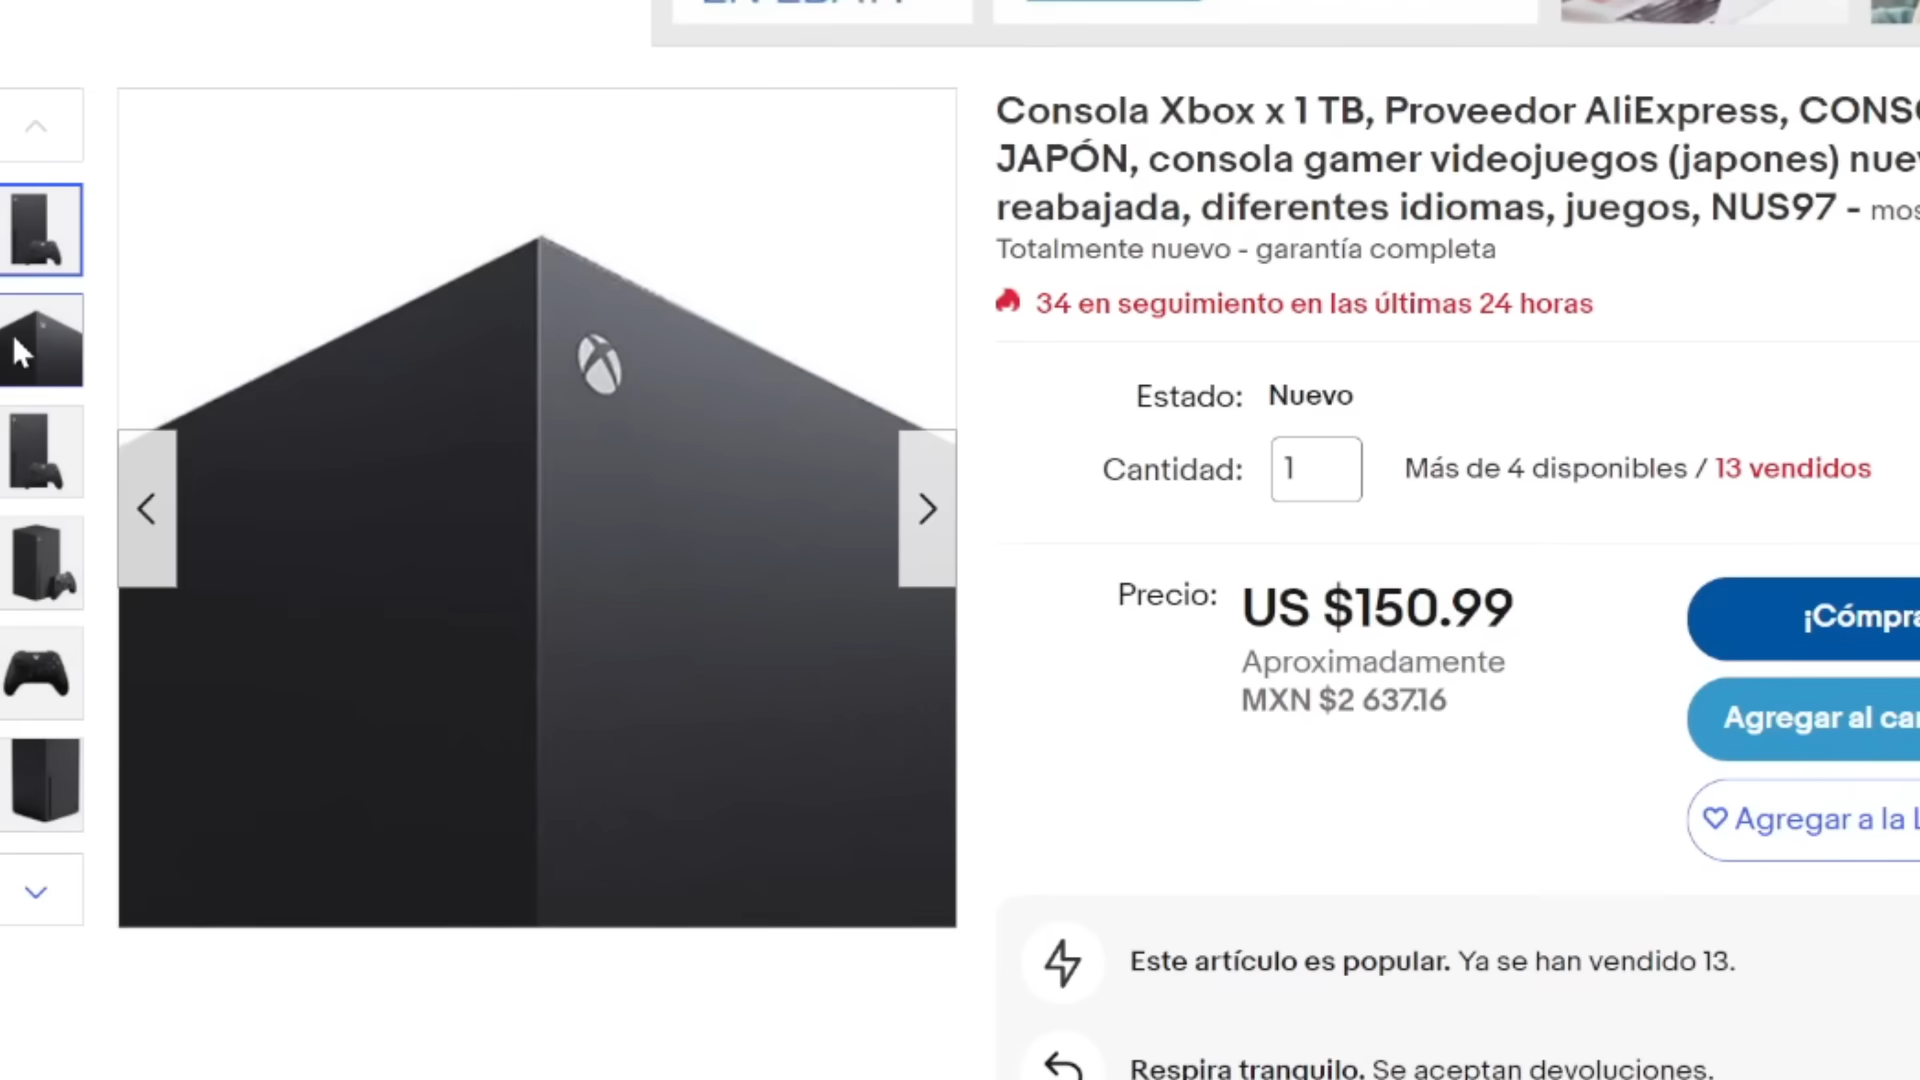 Consola Xbox x 1 TB, Proveedor AliExpress,
JAPÓN, consola gamer videojuegos (japones)
reabajada, diferentes idiomas, juegos, NUS97 -
Totalmente nuevo - garantía completa
34 en seguimiento en las últimas 24 horas
Estado: Nuevo
Cantidad: 1 Más de 4 disponibles / 13 vendidos
Precio: US $150.99
Aproximadamente
MXN $2 637.16
¡Cómpra
Agregar al car
Agregar a la L
Este artículo es popular. Ya se han vendido 13.
Respira tranquilo. Se aceptan devoluciones.